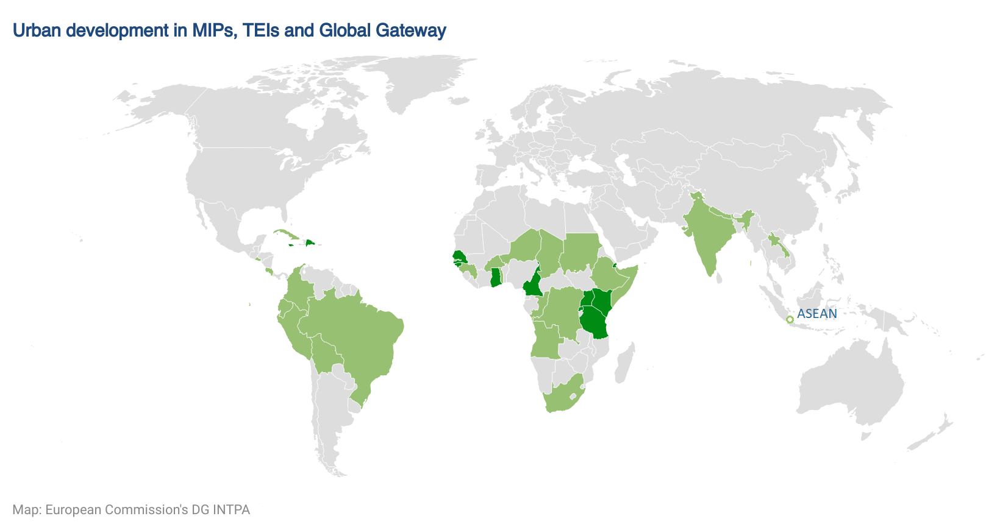 Urban development in MIPs, TEIs and Global Gateway
ASEAN
Map: European Commission's DG INTPA